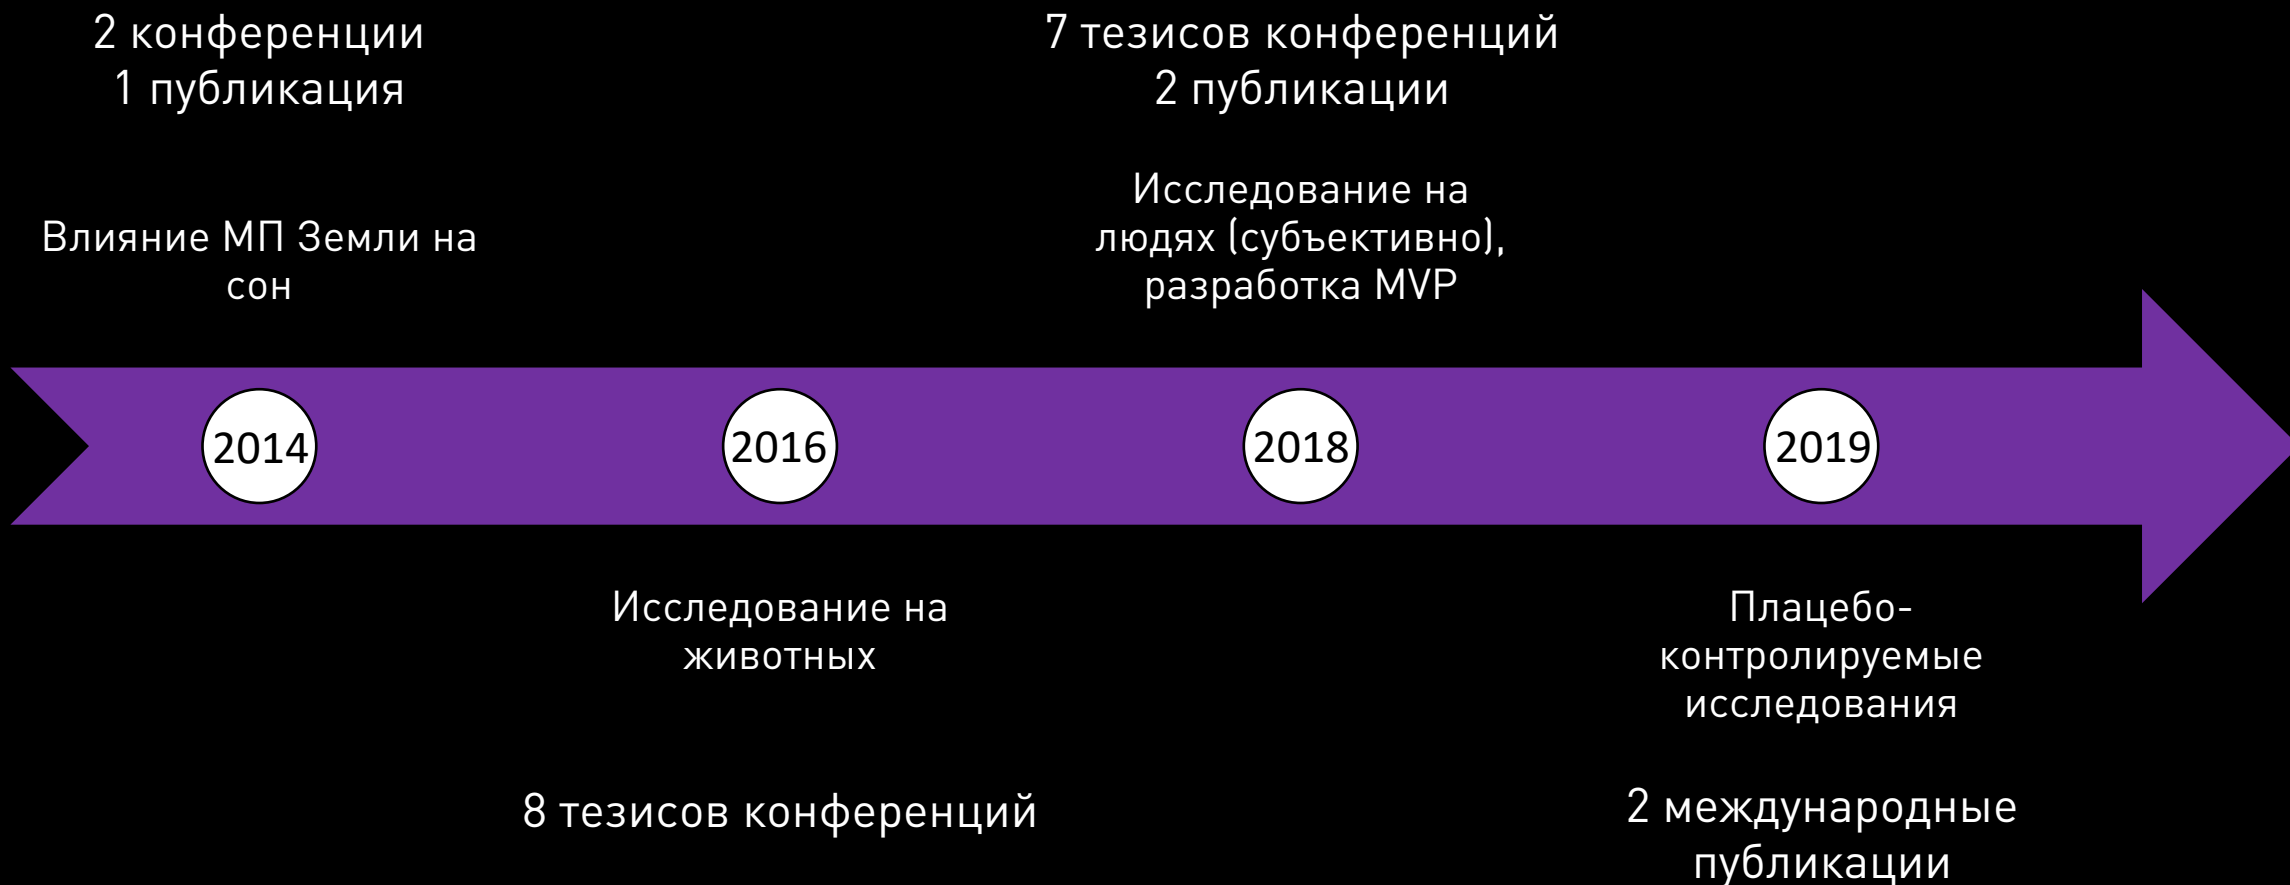 2 конференции
1 публикация
7 тезисов конференций
2 публикации
Влияние МП Земли на
сон
Исследование на
людях (субъективно),
разработка MVP
2014
2016
2018
2019
Исследование на
животных
Плацебо-
контролируемые
исследования
8 тезисов конференций
2 международные
публикации